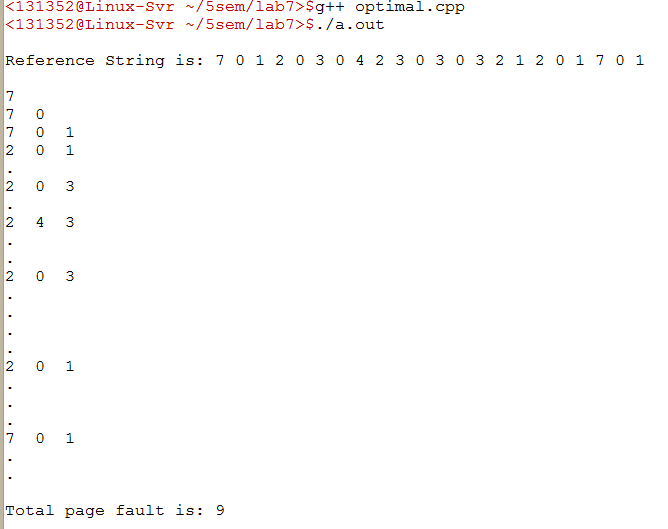 <131352@Linux-Svr ~/5sem/lab7>$g++ optimal.cpp
<131352@Linux-Svr ~/5sem/lab7>$./a.out
Reference String is: 7 0 1 2 0 3 0 4 2 3 0 3 0 3 2 1 2 0 1 7 0 1
7
7 0
7 0 1
2 0 1
.
2 0 3
.
2 4 3
.
.
2 0 3
.
.
.
.
2 0 1
.
.
.
7 0 1
.
.
Total page fault is: 9